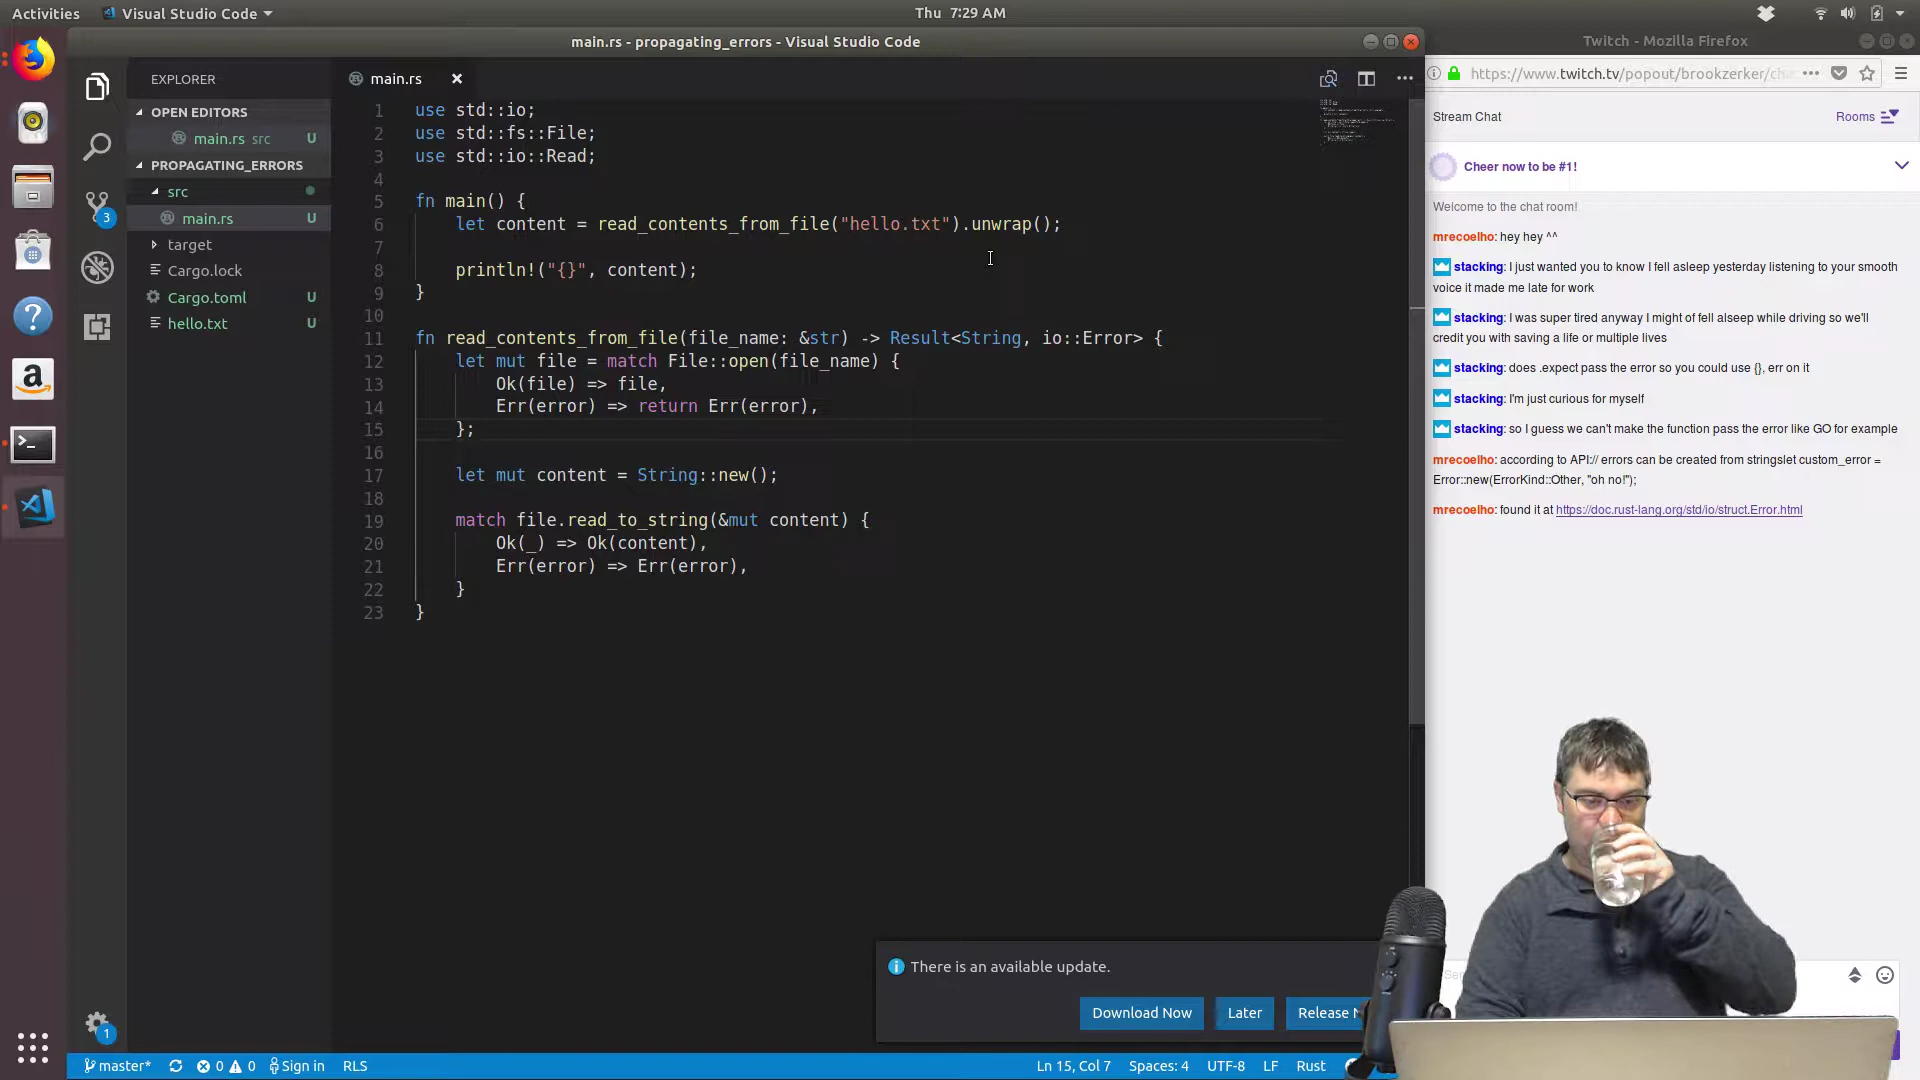 Activities
Visual Studio Code
Thu 7:29 AM
main.rs - propagating_errors - Visual Studio Code
Twitch - Mozilla Firefox
EXPLORER
OPEN EDITORS
main.rs src U
PROPAGATING_ERRORS
src
main.rs U
target
Cargo.lock
Cargo.toml U
hello.txt U
3
1
main.rs
1 use std::io;
2 use std::fs::File;
3 use std::io::Read;
4
5 fn main() {
6 let content = read_contents_from_file("hello.txt").unwrap();
7
8 println!("{}", content);
9 }
10
11 fn read_contents_from_file(file_name: &str) -> Result<String, io::Error> {
12 let mut file = match File::open(file_name) {
13 Ok(file) => file,
14 Err(error) => return Err(error),
15 };
16
17 let mut content = String::new();
18
19 match file.read_to_string(&mut content) {
20 Ok(_) => Ok(content),
21 Err(error) => Err(error),
22 }
23 }
There is an available update.
Download Now
Later
Release
master*
0
0
Sign in
RLS
Ln 15, Col 7
Spaces: 4
UTF-8
LF
Rust
https://www.twitch.tv/popout/brookzerker/ch
Stream Chat
Rooms
Cheer now to be #1!
Welcome to the chat room!
mrecoelho: hey hey ^^
stacking: I just wanted you to know I fell asleep yesterday listening to your smooth
voice it made me late for work
stacking: I was super tired anyway I might of fell alseep while driving so we'll
credit you with saving a life or multiple lives
stacking: does .expect pass the error so you could use {}, err on it
stacking: I'm just curious for myself
stacking: so I guess we can't make the function pass the error like GO for example
mrecoelho: according to API:// errors can be created from stringslet custom_error =
Error::new(ErrorKind::Other, "oh no!");
mrecoelho: found it at https://doc.rust-lang.org/std/io/struct.Error.html